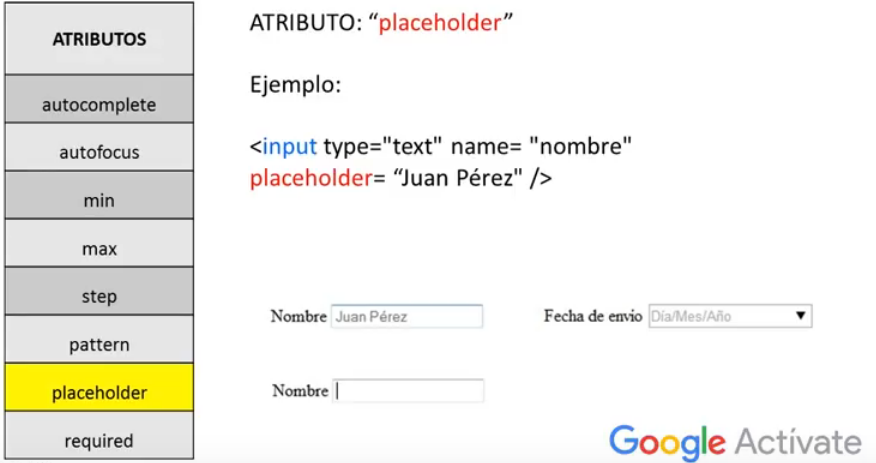 ATRIBUTOS
autocomplete
autofocus
min
max
step
pattern
placeholder
required
ATRIBUTO: “placeholder”
Ejemplo:
<input type="text" name= "nombre"
placeholder= “Juan Pérez" />
Nombre Juan Pérez
Fecha de envio Día/Mes/Año
Nombre
Google Actívate